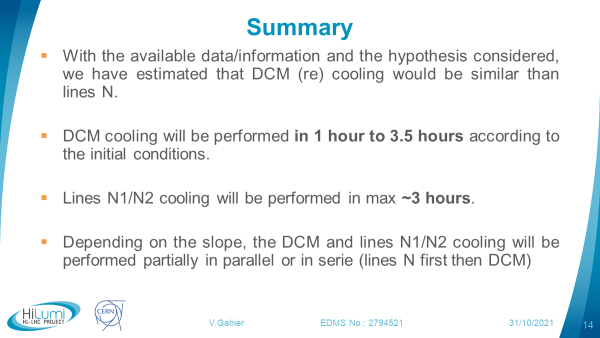 Summary
▪ With the available data/information and the hypothesis considered,
we have estimated that DCM (re) cooling would be similar than
lines N.
▪ DCM cooling will be performed in 1 hour to 3.5 hours according to
the initial conditions.
▪ Lines N1/N2 cooling will be performed in max ~3 hours.
▪ Depending on the slope, the DCM and lines N1/N2 cooling will be
performed partially in parallel or in serie (lines N first then DCM)
HiLumi
HL-LHC PROJECT
CERN
V.Gahier
EDMS No.: 2794521
31/10/2021
14